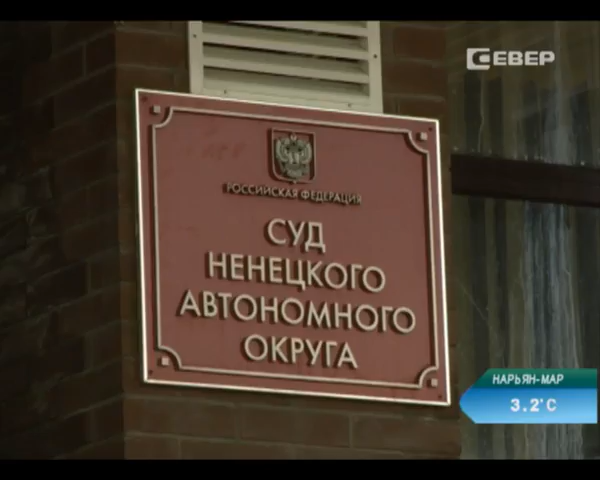 СЕВЕР
РОССИЙСКАЯ ФЕДЕРАЦИЯ
СУД
НЕНЕЦКОГО
АВТОНОМНОГО
ОКРУГА
НАРЬЯН-МАР
3.2°C